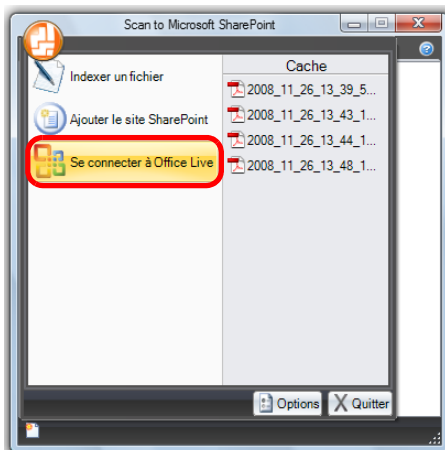 Scan to Microsoft SharePoint
Indexer un fichier
Ajouter le site SharePoint
Se connecter à Office Live
Cache
2008_11_26_13_39_5...
2008_11_26_13_43_1...
2008_11_26_13_44_1...
2008_11_26_13_48_1...
Options
Quitter